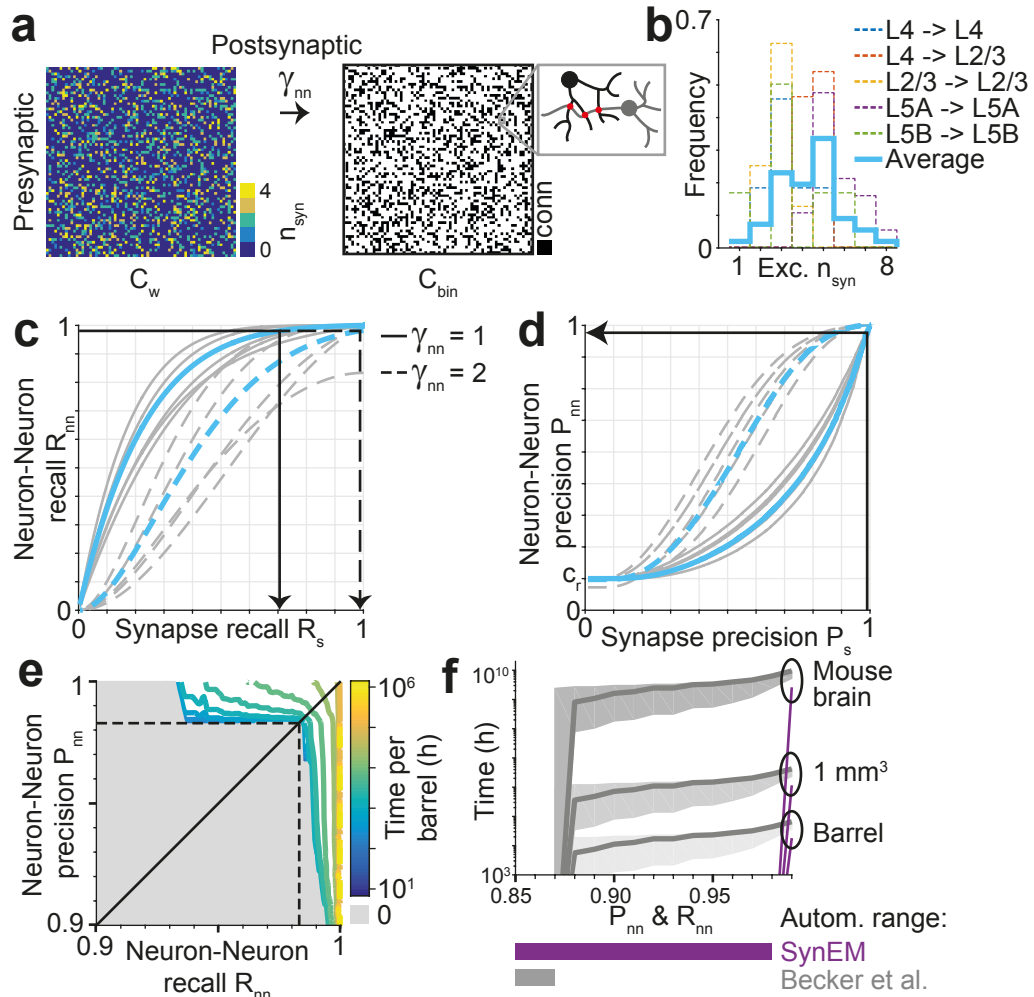 a
Postsynaptic
γnn
Presynaptic
4
nsyn
0
Cw
conn
Cbin
b
0.7
Frequency
0
1
Exc. nsyn
8
L4 -> L4
L4 -> L2/3
L2/3 -> L2/3
L5A -> L5A
L5B -> L5B
Average
c
1
Neuron-Neuron
recall Rnn
0
0
Synapse recall Rs
1
γnn = 1
γnn = 2
d
1
Neuron-Neuron
precision Pnn
cr
0
0
Synapse precision Ps
1
e
1
Neuron-Neuron
precision Pnn
0.9
0.9
Neuron-Neuron
recall Rnn
1
10^6
Time per
barrel (h)
10^1
0
f
10^10
Time (h)
10^3
0.85
0.90
0.95
Pnn & Rnn
Mouse
brain
1 mm³
Barrel
Autom. range:
SynEM
Becker et al.